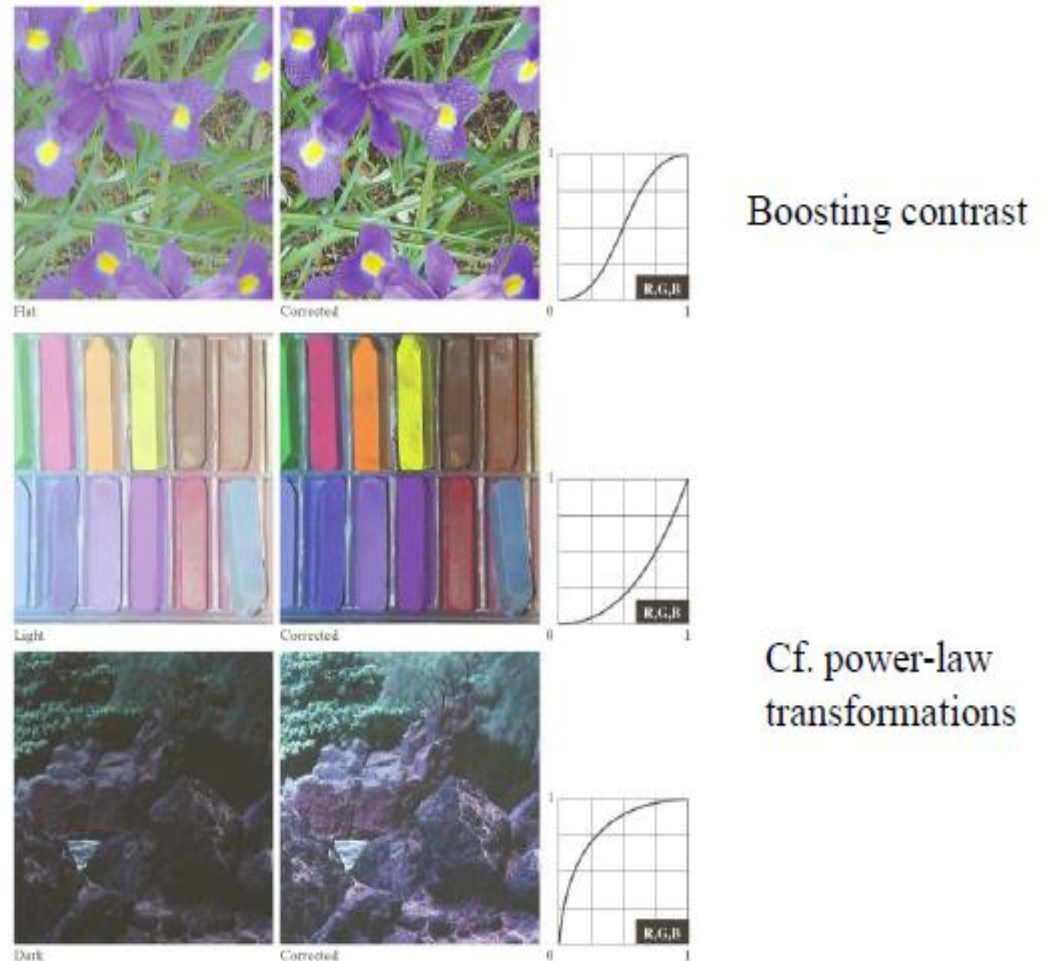 Flat
Corrected
1
R,G,B
0
1
Boosting contrast
Light
Corrected
1
R,G,B
0
1
Cf. power-law
transformations
Dark
Corrected
1
R,G,B
0
1